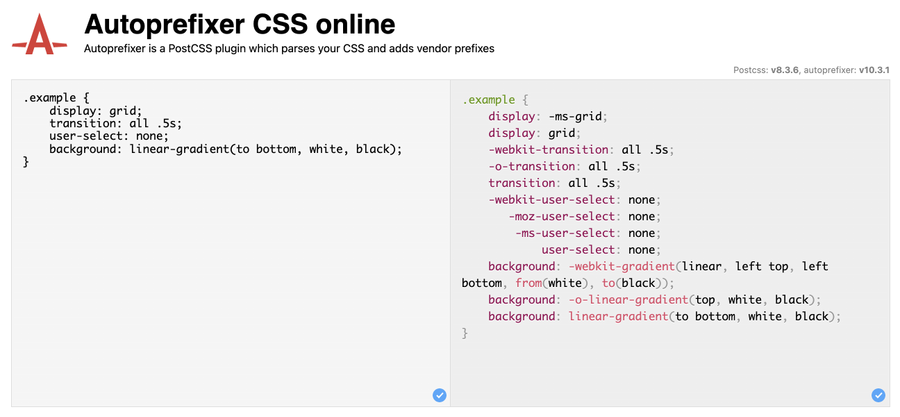 Autoprefixer CSS online
Autoprefixer is a PostCSS plugin which parses your CSS and adds vendor prefixes
Postcss: v8.3.6, autoprefixer: v10.3.1
.example {
    display: grid;
    transition: all .5s;
    user-select: none;
    background: linear-gradient(to bottom, white, black);
}
.example {
    display: -ms-grid;
    display: grid;
    -webkit-transition: all .5s;
    -o-transition: all .5s;
    transition: all .5s;
    -webkit-user-select: none;
       -moz-user-select: none;
        -ms-user-select: none;
            user-select: none;
    background: -webkit-gradient(linear, left top, left
bottom, from(white), to(black));
    background: -o-linear-gradient(top, white, black);
    background: linear-gradient(to bottom, white, black);
}